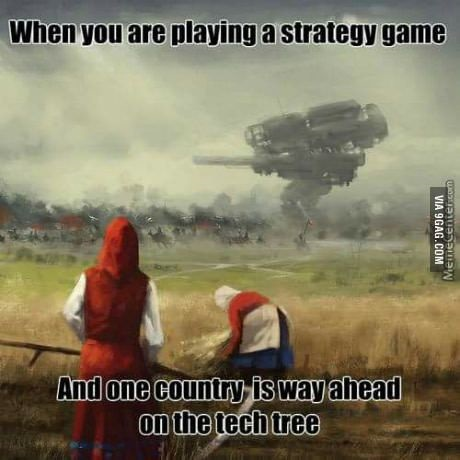 When you are playing a strategy game
VIA 9GAG.COM
MemeCenter.com
And one country is way ahead
on the tech tree